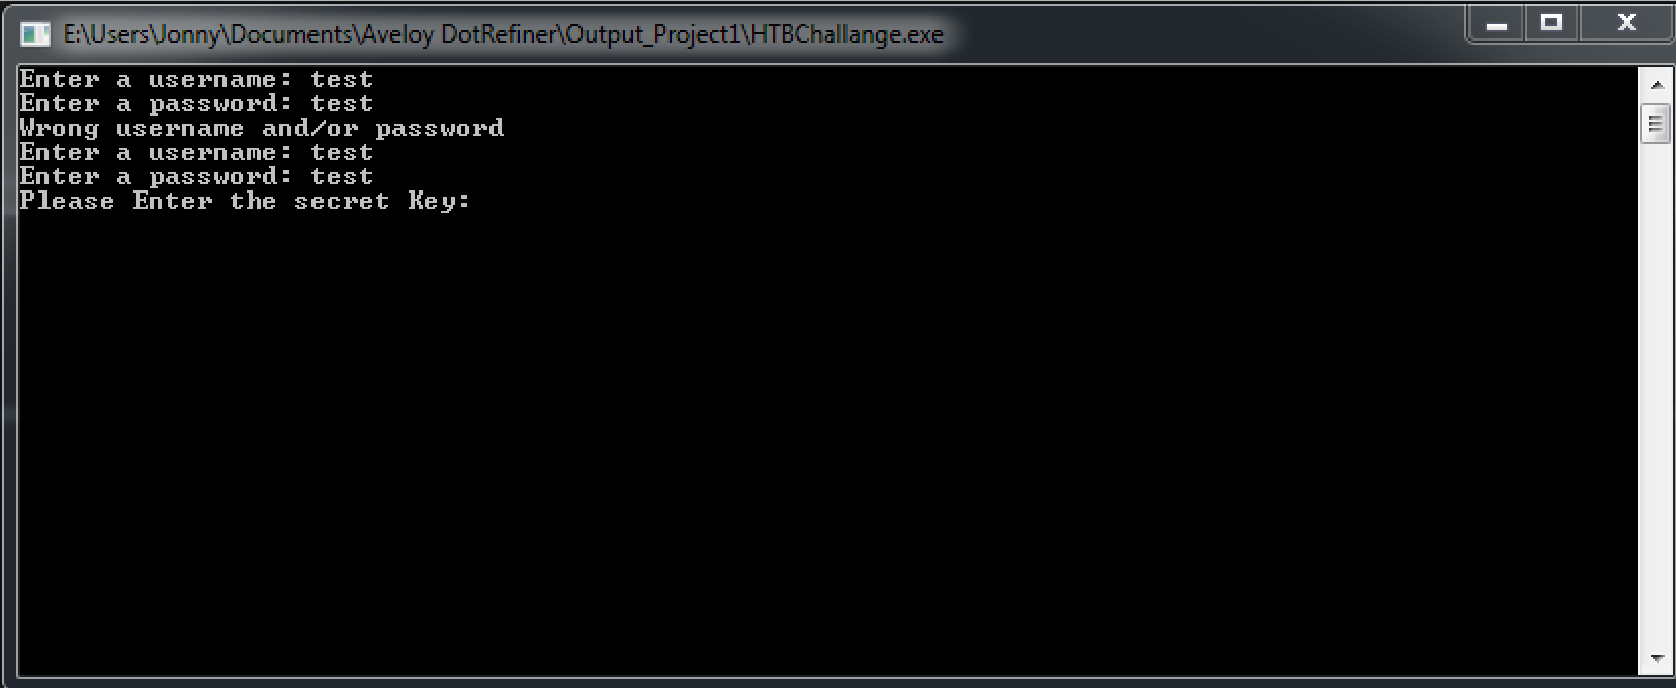 E:\Users\Jonny\Documents\Aveloy DotRefiner\Output_Project1\HTBChallange.exe
Enter a username: test
Enter a password: test
Wrong username and/or password
Enter a username: test
Enter a password: test
Please Enter the secret Key: